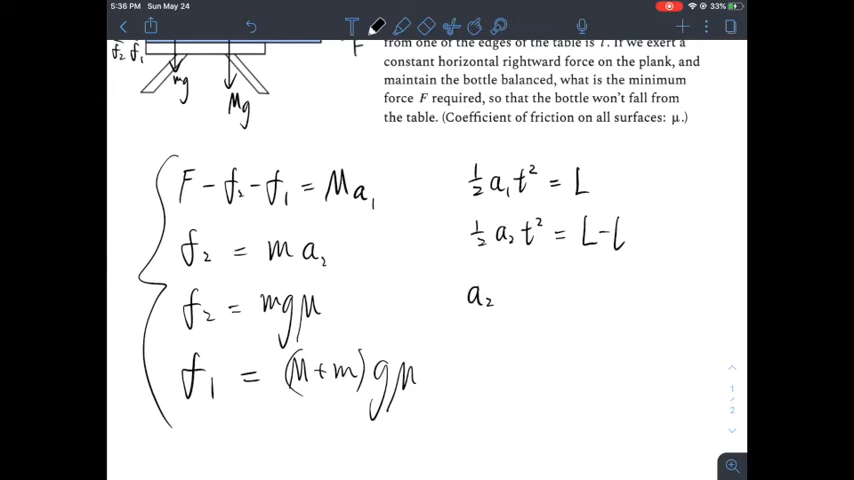 5:36 PM Sun May 24
33%
from one of the edges of the table is l. If we exert a
constant horizontal rightward force on the plank, and
maintain the bottle balanced, what is the minimum
force F required, so that the bottle won't fall from
the table. (Coefficient of friction on all surfaces: μ.)
f₂ f₁
F
mg
Mg
F - f₂ - f₁ = Ma₁
f₂ = ma₂
f₂ = mgμ
f₁ = (M+m)gμ
½a₁t² = L
½a₂t² = L-l
a₂
1
/
2